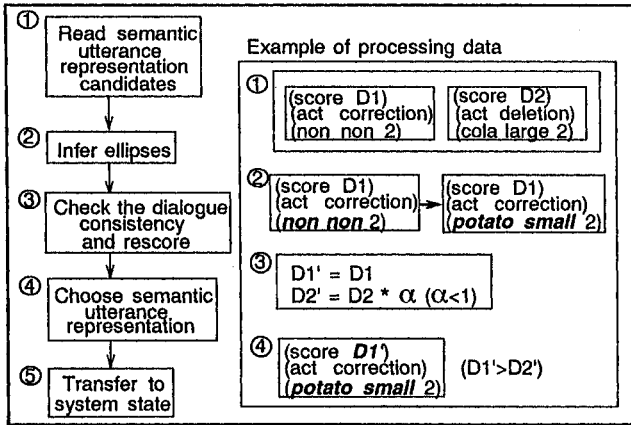 ①
Read semantic
utterance
representation
candidates
②
Infer ellipses
③
Check the dialogue
consistency
and rescore
④
Choose semantic
utterance
representation
⑤
Transfer to
system state
Example of processing data
①
(score D1)
(act correction)
(non non 2)
(score D2)
(act deletion)
(cola large 2)
②
(score D1)
(act correction)
(non non 2)
(score D1)
(act correction)
(potato small 2)
③
D1' = D1
D2' = D2 * α (α<1)
④
(score D1')
(act correction)
(potato small 2)
(D1'>D2')